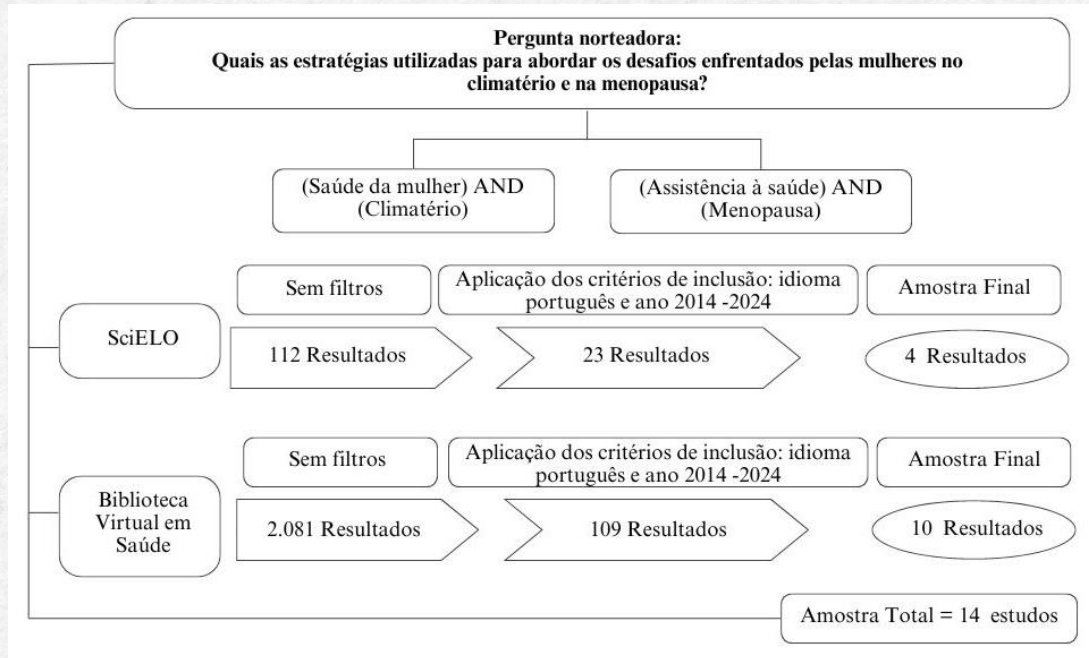 Pergunta norteadora:
Quais as estratégias utilizadas para abordar os desafios enfrentados pelas mulheres no
climatério e na menopausa?
(Saúde da mulher) AND
(Climatério)
(Assistência à saúde) AND
(Menopausa)
Sem filtros
Aplicação dos critérios de inclusão: idioma
português e ano 2014 -2024
Amostra Final
SciELO
112 Resultados
23 Resultados
4 Resultados
Sem filtros
Aplicação dos critérios de inclusão: idioma
português e ano 2014 -2024
Amostra Final
Biblioteca
Virtual em
Saúde
2.081 Resultados
109 Resultados
10 Resultados
Amostra Total = 14 estudos